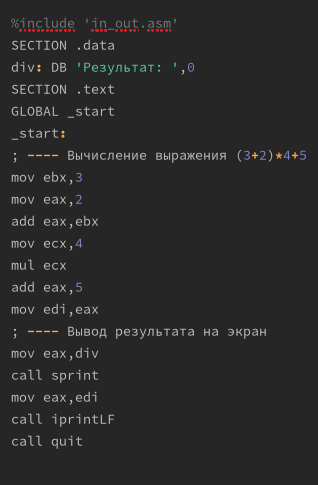 %include 'in_out.asm'
SECTION .data
div: DB 'Результат: ',0
SECTION .text
GLOBAL _start
_start:
; ---- Вычисление выражения (3+2)*4+5
mov ebx,3
mov eax,2
add eax,ebx
mov ecx,4
mul ecx
add eax,5
mov edi,eax
; ---- Вывод результата на экран
mov eax,div
call sprint
mov eax,edi
call iprintLF
call quit